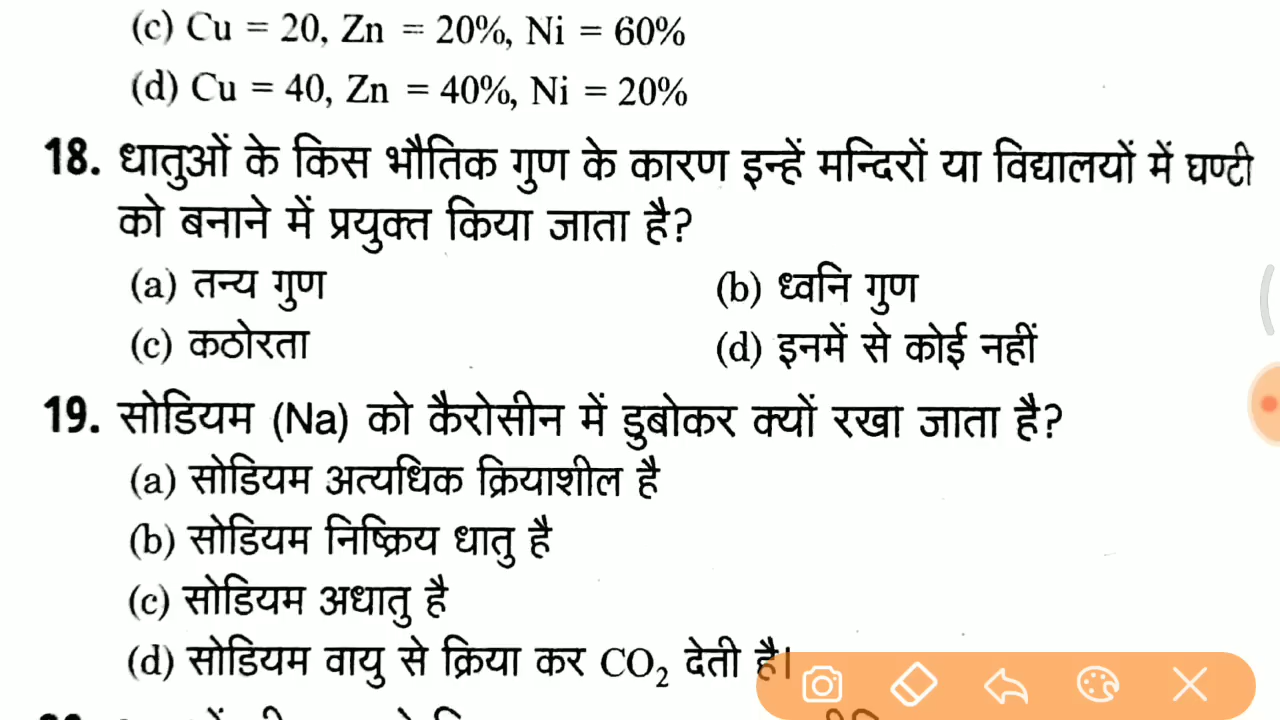 (c) Cu = 20, Zn = 20%, Ni = 60%
(d) Cu = 40, Zn = 40%, Ni = 20%
18. धातुओं के किस भौतिक गुण के कारण इन्हें मन्दिरों या विद्यालयों में घण्टी
को बनाने में प्रयुक्त किया जाता है?
(a) तन्य गुण (b) ध्वनि गुण
(c) कठोरता (d) इनमें से कोई नहीं
19. सोडियम (Na) को कैरोसीन में डुबोकर क्यों रखा जाता है?
(a) सोडियम अत्यधिक क्रियाशील है
(b) सोडियम निष्क्रिय धातु है
(c) सोडियम अधातु है
(d) सोडियम वायु से क्रिया कर CO₂ देती है।